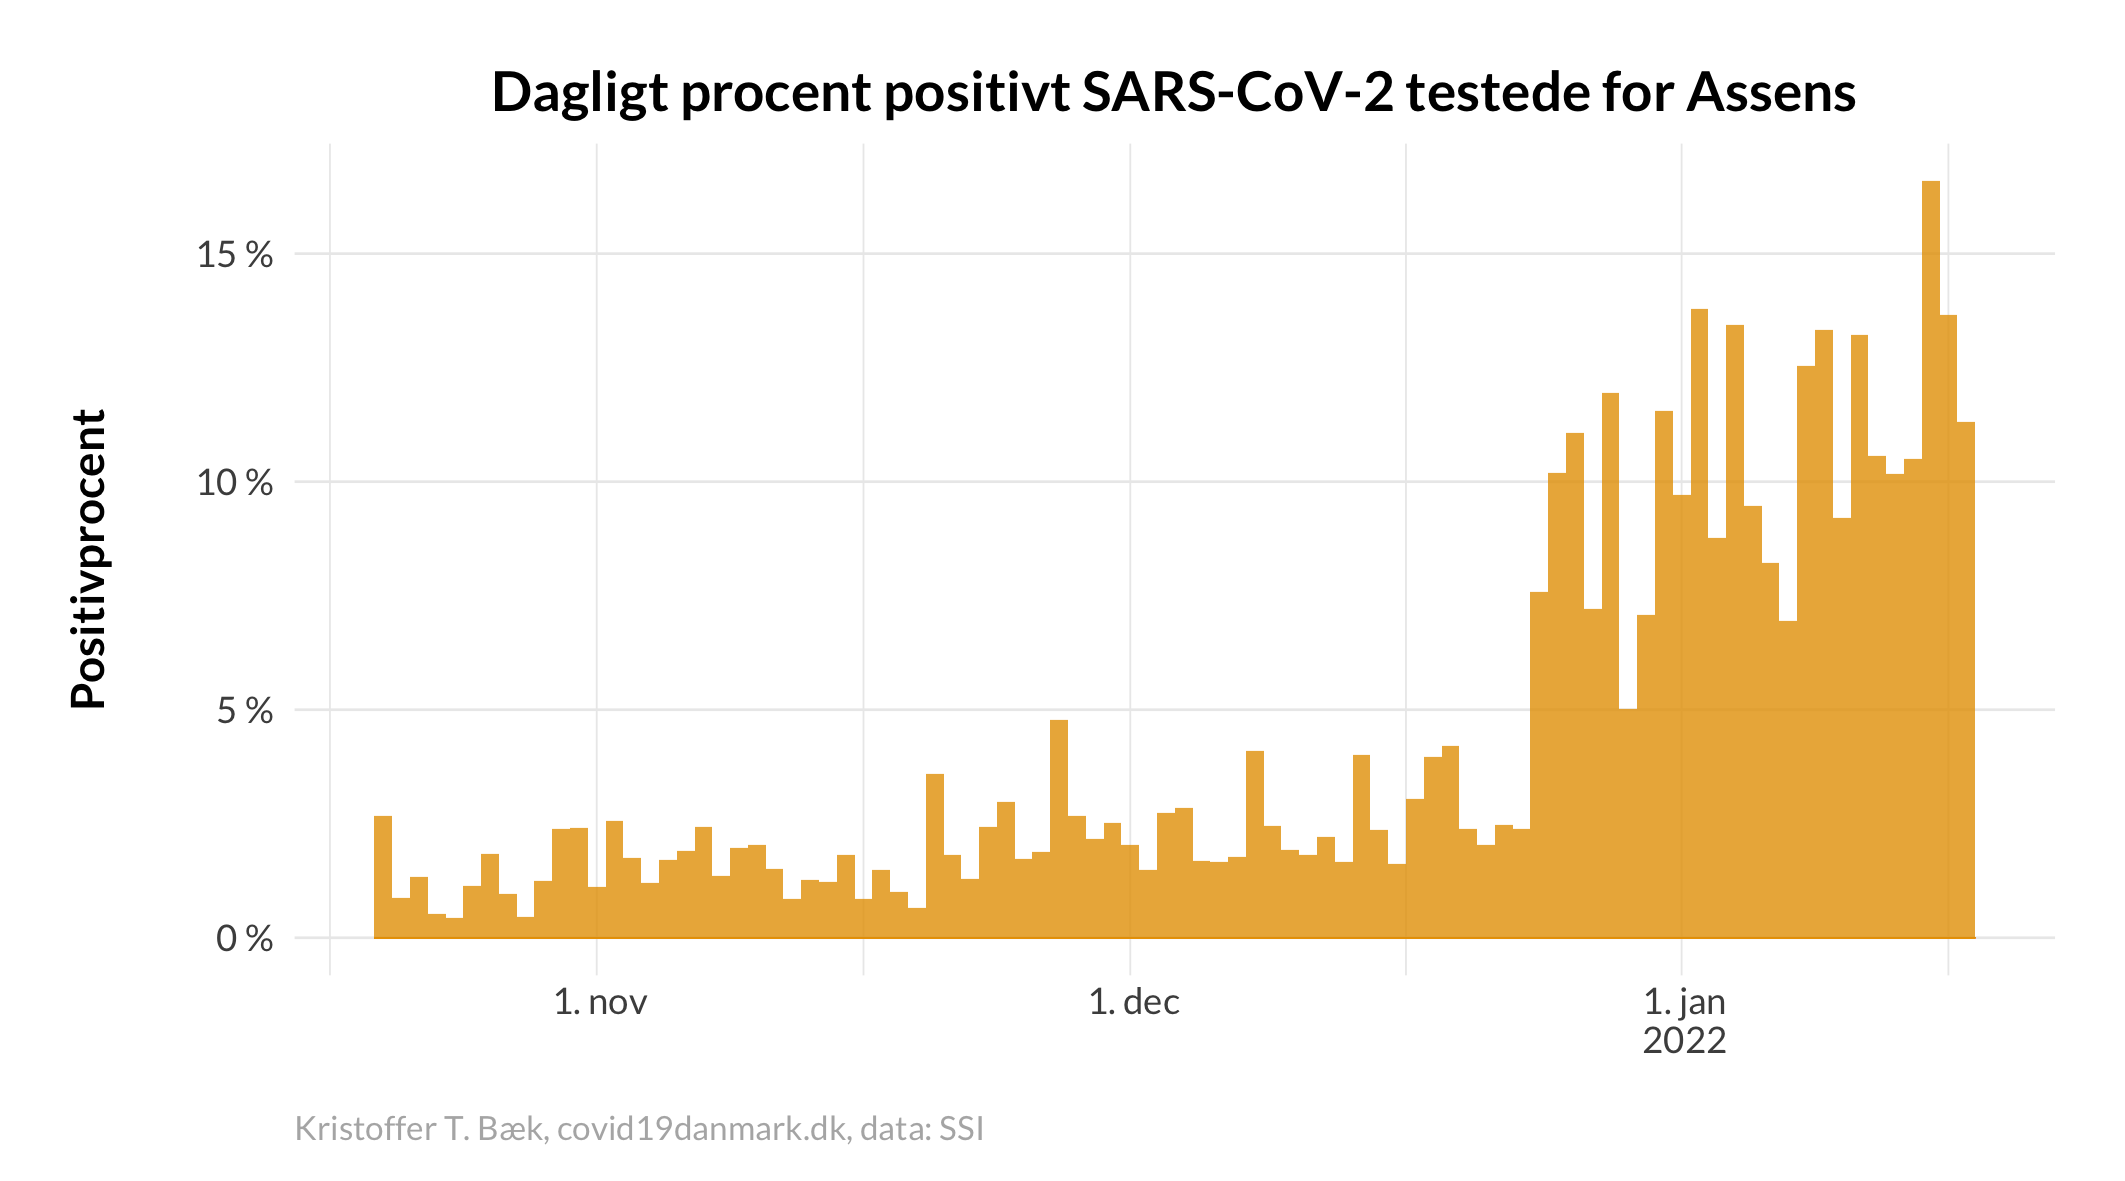 Dagligt procent positivt SARS-CoV-2 testede for Assens
Positivprocent
15 %
10 %
5 %
0 %
1. nov
1. dec
1. jan
2022
Kristoffer T. Bæk, covid19danmark.dk, data: SSI